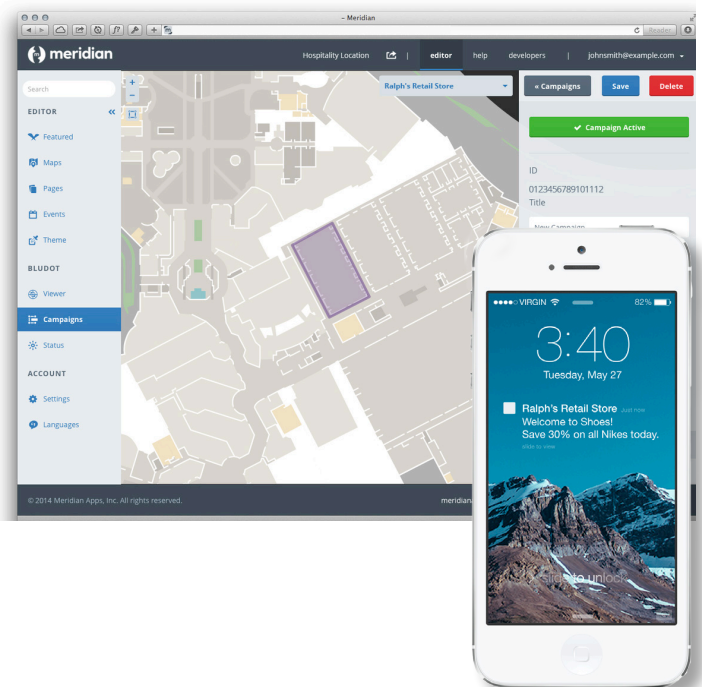 – Meridian
Reader
meridian
Hospitality Location
editor
help
developers
johnsmith@example.com
Search
EDITOR
Featured
Maps
Pages
Events
Theme
BLUDOT
Viewer
Campaigns
Status
ACCOUNT
Settings
Languages
Ralph's Retail Store
« Campaigns
Save
Delete
Campaign Active
ID
0123456789101112
Title
New Campaign
© 2014 Meridian Apps, Inc. All rights reserved.
VIRGIN
82%
3:40
Tuesday, May 27
Ralph's Retail Store Just now
Welcome to Shoes!
Save 30% on all Nikes today.
slide to view
slide to unlock